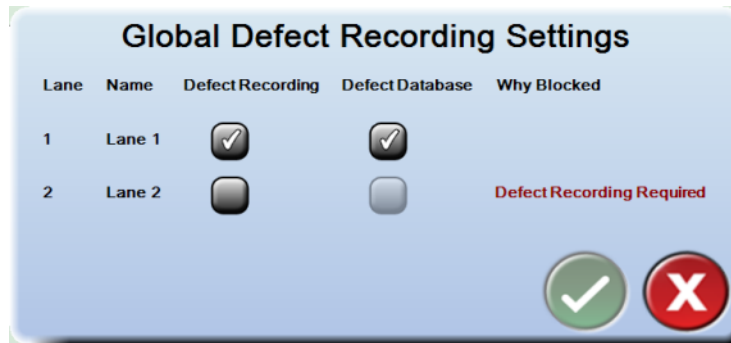 Global Defect Recording Settings
Lane Name Defect Recording Defect Database Why Blocked
1 Lane 1
2 Lane 2 Defect Recording Required